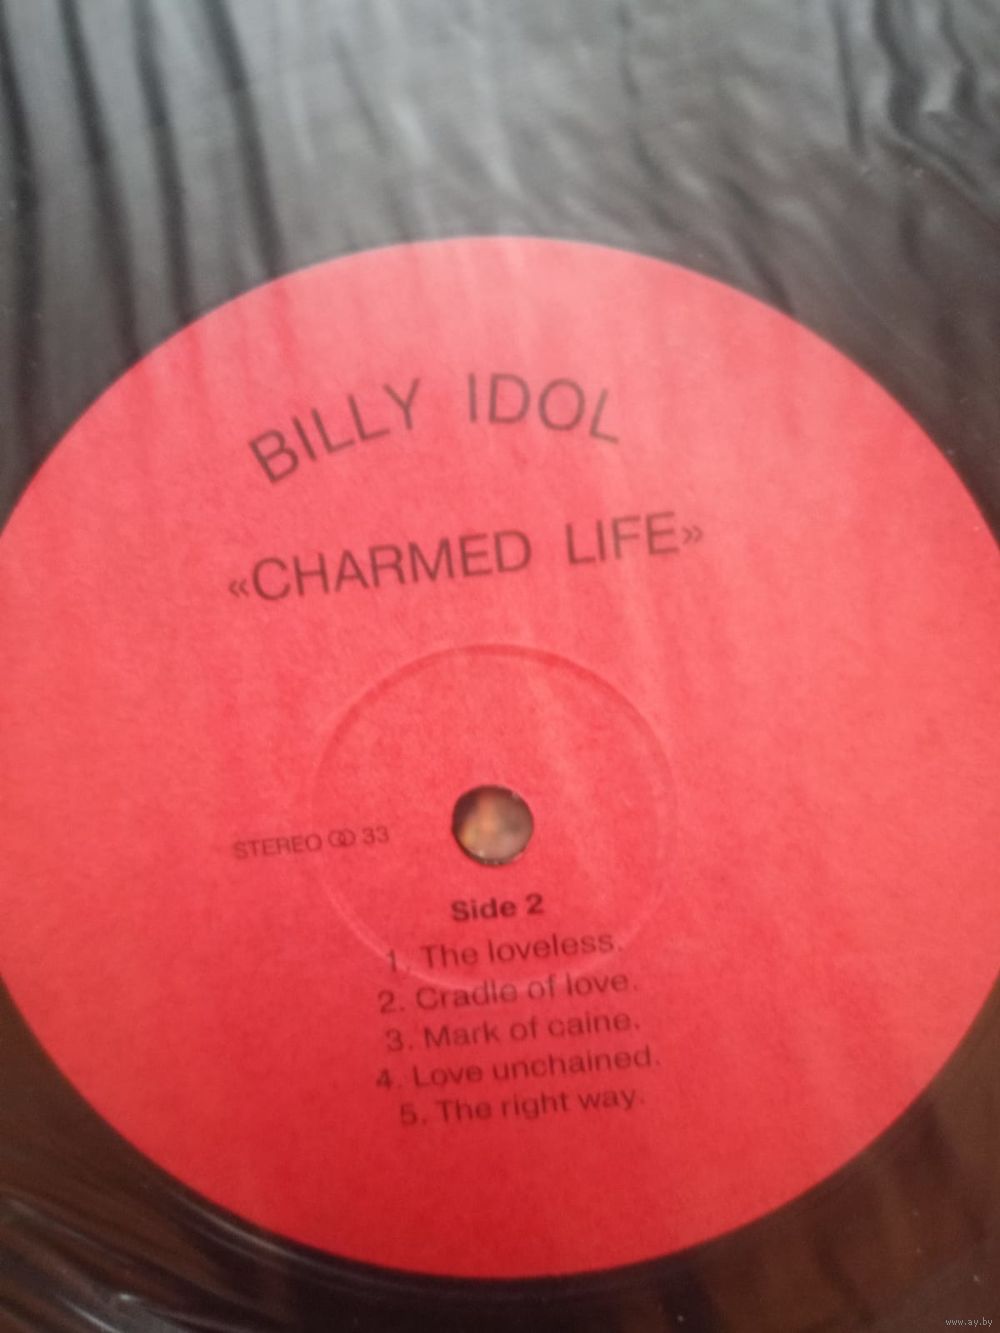 BILLY IDOL
«CHARMED LIFE»
STEREO 33
Side 2
1. The loveless.
2. Cradle of love.
3. Mark of caine.
4. Love unchained.
5. The right way.
www.ay.by